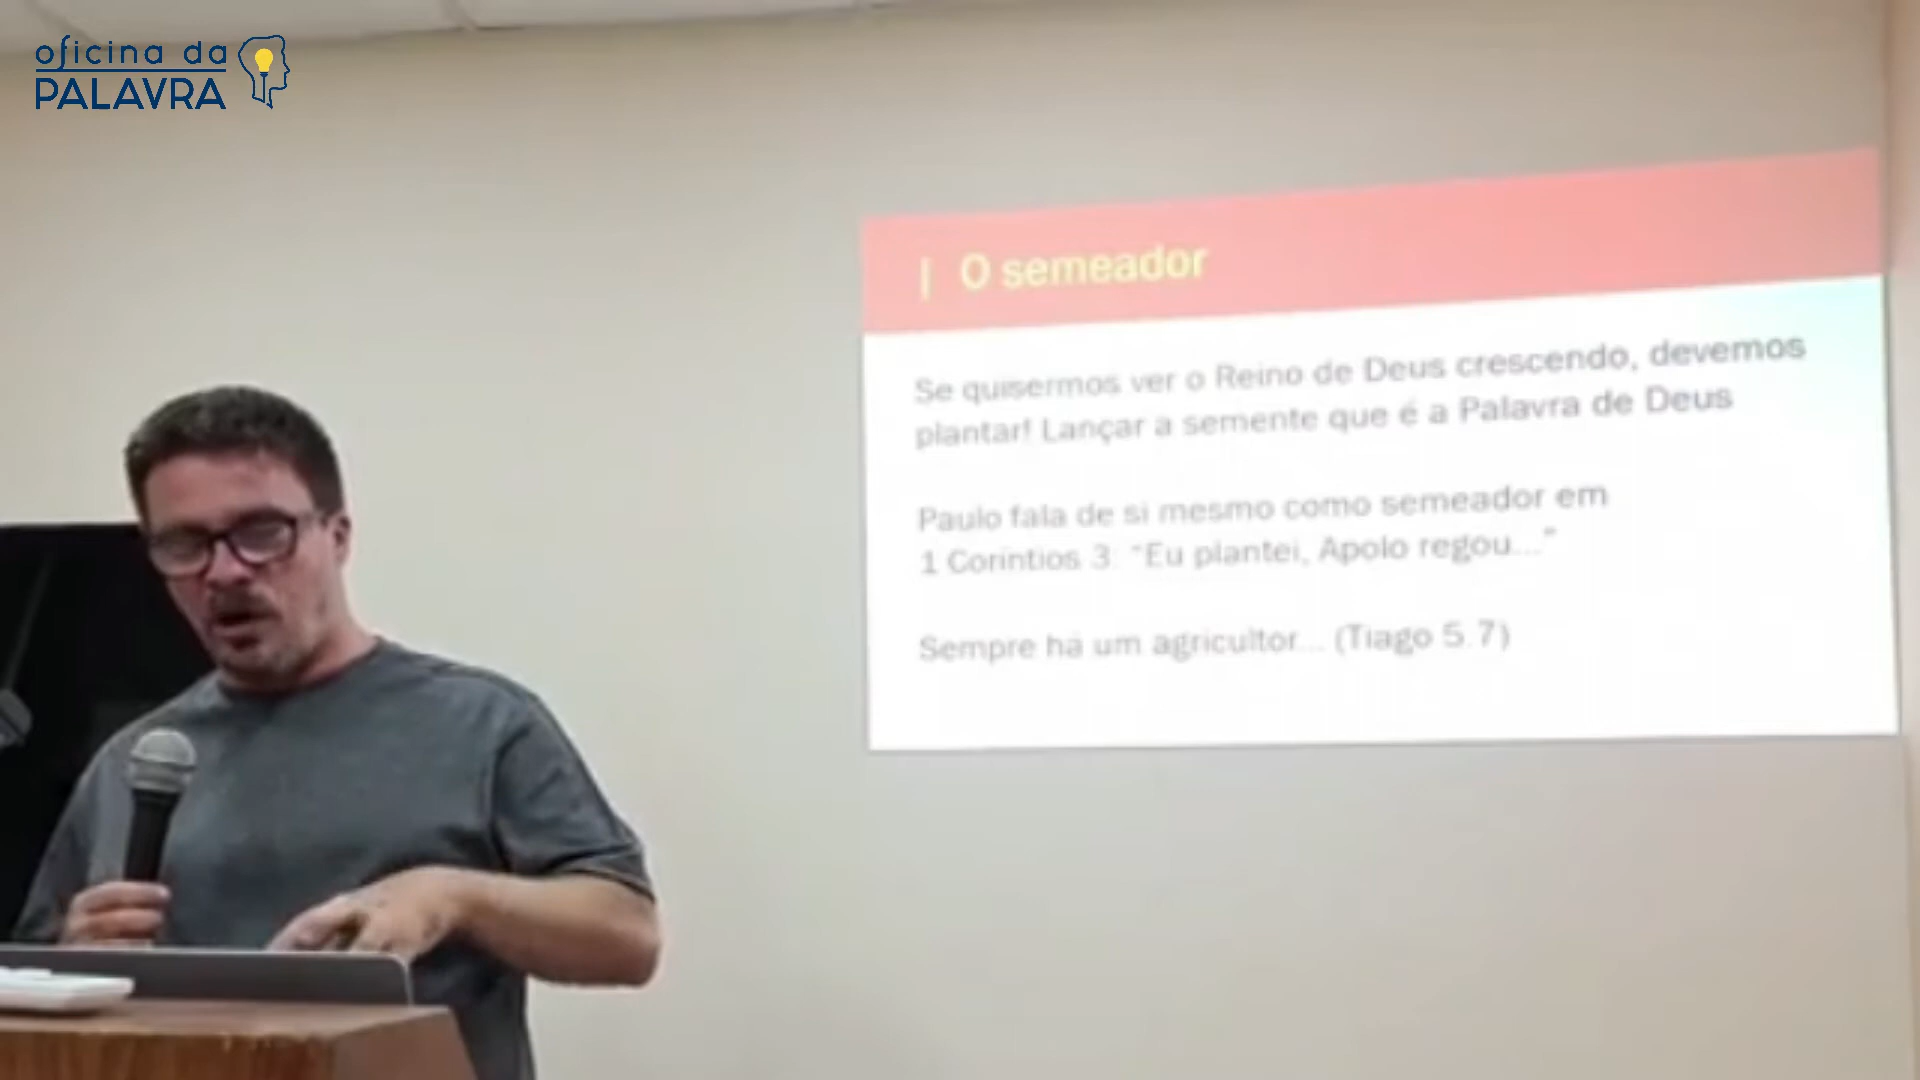 oficina da
PALAVRA
| O semeador
Se quisermos ver o Reino de Deus crescendo, devemos
plantar! Lançar a semente que é a Palavra de Deus
Paulo fala de si mesmo como semeador em
1 Coríntios 3: "Eu plantei, Apolo regou..."
Sempre há um agricultor... (Tiago 5.7)